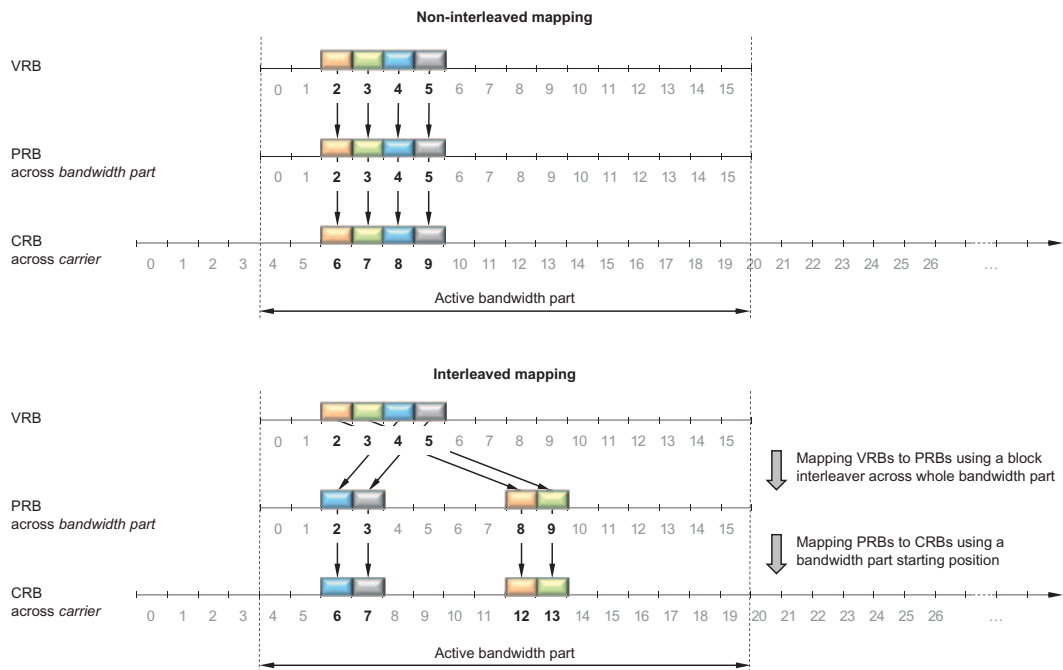 Non-interleaved mapping
VRB
0 1 2 3 4 5 6 7 8 9 10 11 12 13 14 15
PRB
across bandwidth part
0 1 2 3 4 5 6 7 8 9 10 11 12 13 14 15
CRB
across carrier
0 1 2 3 4 5 6 7 8 9 10 11 12 13 14 15 16 17 18 19 20 21 22 23 24 25 26 ...
Active bandwidth part
Interleaved mapping
VRB
0 1 2 3 4 5 6 7 8 9 10 11 12 13 14 15
Mapping VRBs to PRBs using a block
interleaver across whole bandwidth part
PRB
across bandwidth part
0 1 2 3 4 5 6 7 8 9 10 11 12 13 14 15
Mapping PRBs to CRBs using a
bandwidth part starting position
CRB
across carrier
0 1 2 3 4 5 6 7 8 9 10 11 12 13 14 15 16 17 18 19 20 21 22 23 24 25 26 ...
Active bandwidth part